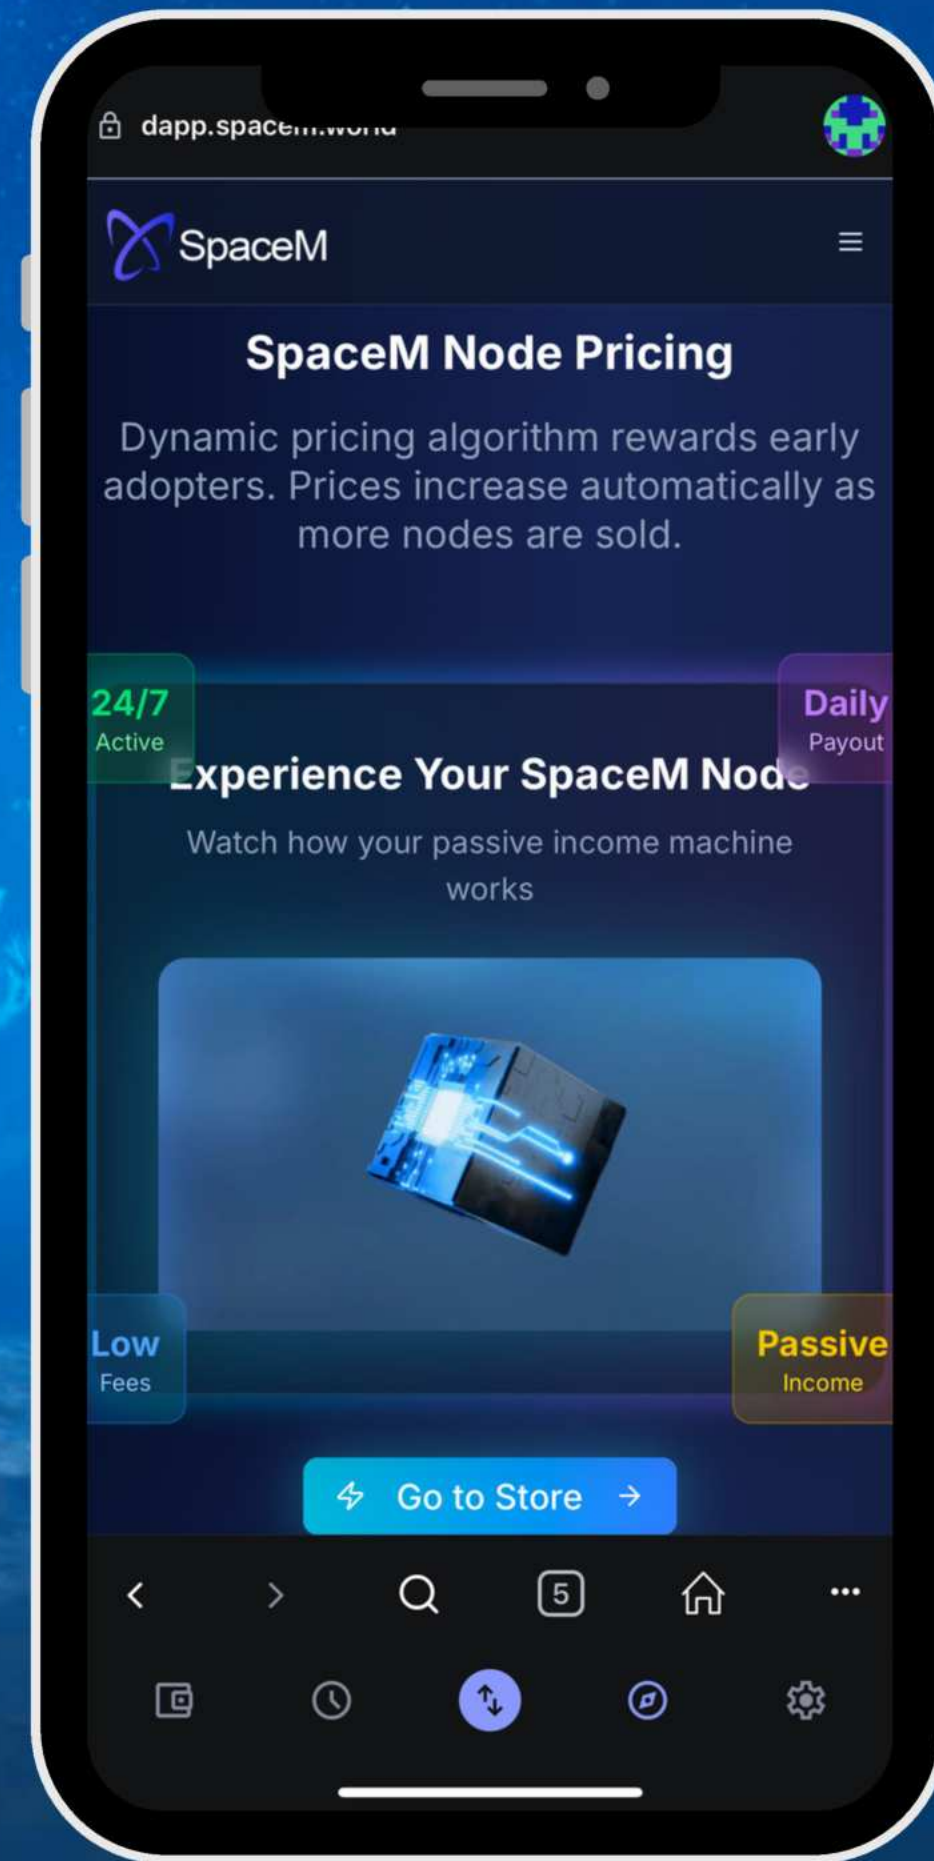 SpaceM
SpaceM Node Pricing
Dynamic pricing algorithm rewards early
adopters. Prices increase automatically as
more nodes are sold.
24/7
Active
Daily
Payout
Experience Your SpaceM Node
Watch how your passive income machine
works
Low
Fees
Passive
Income
Go to Store
5